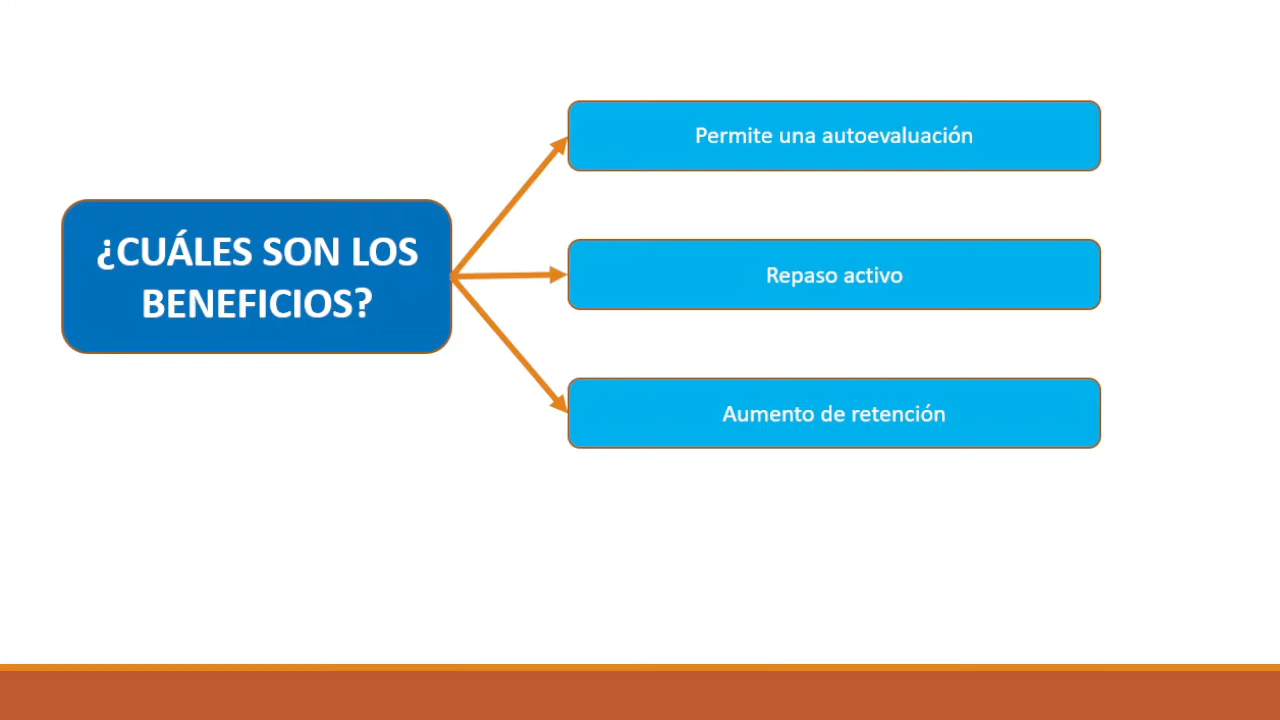 ¿CUÁLES SON LOS
BENEFICIOS?
Permite una autoevaluación
Repaso activo
Aumento de retención